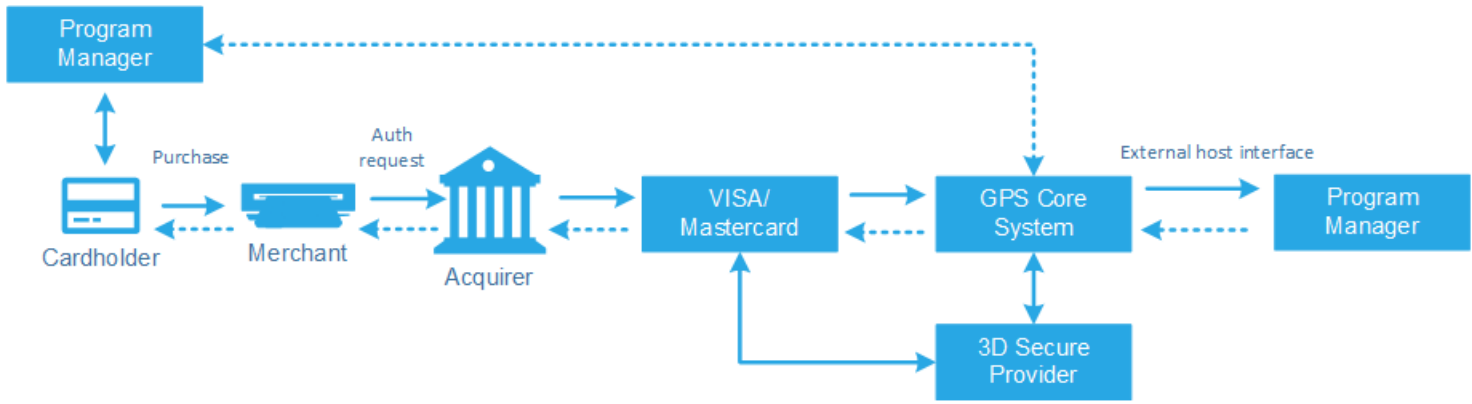 Program
Manager
Purchase
Auth
request
External host interface
Cardholder
Merchant
Acquirer
VISA/
Mastercard
GPS Core
System
Program
Manager
3D Secure
Provider